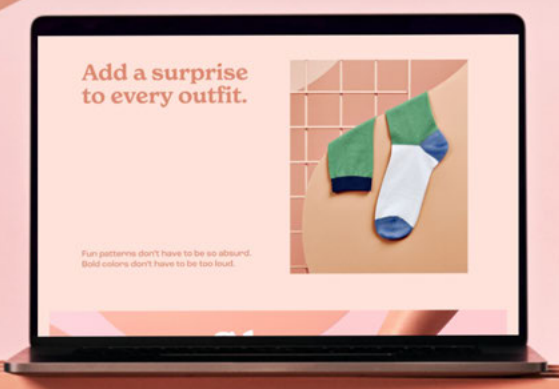 Add a surprise
to every outfit.
Fun patterns don't have to be so absurd.
Bold colors don't have to be too loud.